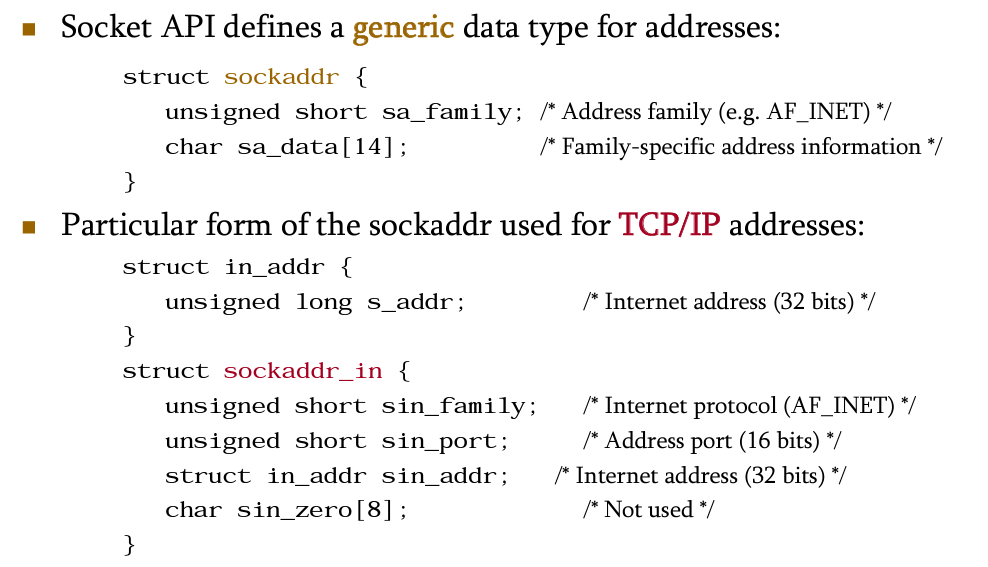 ■ Socket API defines a generic data type for addresses:
struct sockaddr {
unsigned short sa_family; /* Address family (e.g. AF_INET) */
char sa_data[14]; /* Family-specific address information */
}
■ Particular form of the sockaddr used for TCP/IP addresses:
struct in_addr {
unsigned long s_addr; /* Internet address (32 bits) */
}
struct sockaddr_in {
unsigned short sin_family; /* Internet protocol (AF_INET) */
unsigned short sin_port; /* Address port (16 bits) */
struct in_addr sin_addr; /* Internet address (32 bits) */
char sin_zero[8]; /* Not used */
}